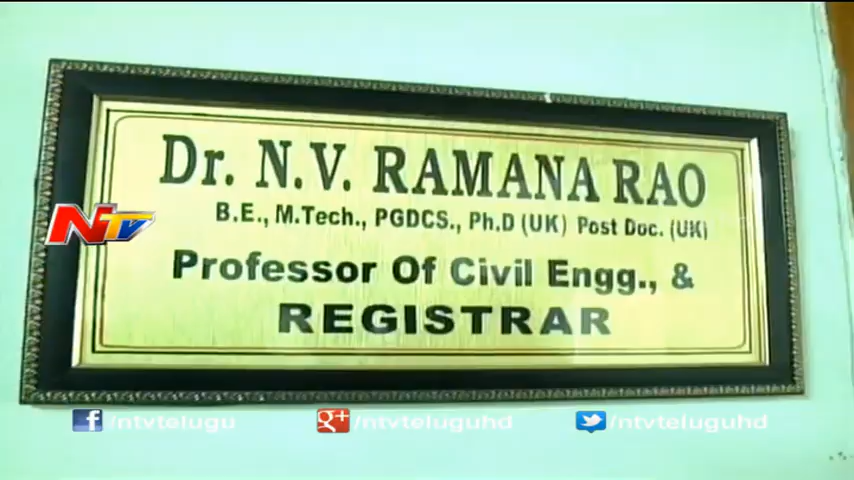 Dr. N.V. RAMANA RAO
B.E., M.Tech., PGDCS., Ph.D (UK) Post Doc. (UK)
NTV
Professor Of Civil Engg., &
REGISTRAR
/ntvtelugu
g+ /ntvteluguhd
/ntvteluguhd